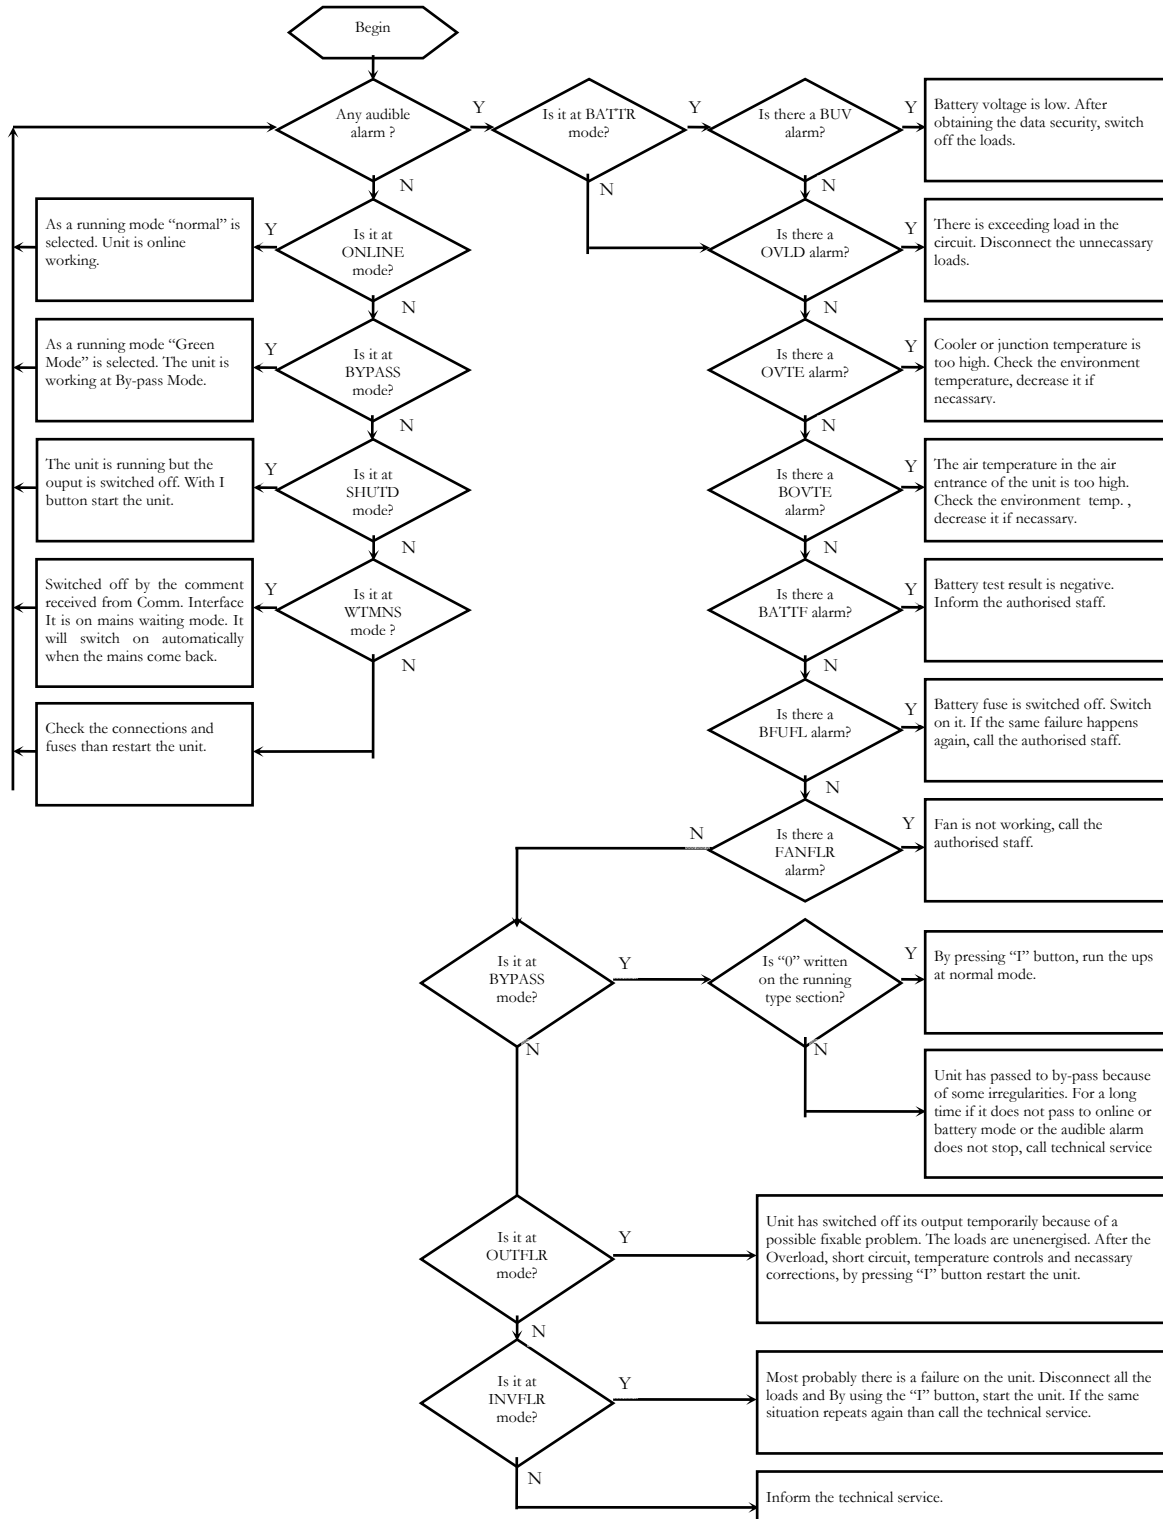 Begin
Any audible
alarm ?
Y
Is it at BATTR
mode?
Y
Is there a BUV
alarm?
Y
Battery voltage is low. After
obtaining the data security, switch
off the loads.
N
N
N
As a running mode “normal” is
selected. Unit is online
working.
Y
Is it at
ONLINE
mode?
Is there a
OVLD alarm?
Y
There is exceeding load in the
circuit. Disconnect the unnecassary
loads.
N
N
As a running mode “Green
Mode” is selected. The unit is
working at By-pass Mode.
Y
Is it at
BYPASS
mode?
Is there a
OVTE alarm?
Y
Cooler or junction temperature is
too high. Check the environment
temperature, decrease it if
necassary.
N
N
The unit is running but the
ouput is switched off. With I
button start the unit.
Y
Is it at
SHUTD
mode?
Is there a
BOVTE
alarm?
Y
The air temperature in the air
entrance of the unit is too high.
Check the environment temp. ,
decrease it if necassary.
N
N
Switched off by the comment
received from Comm. Interface
It is on mains waiting mode. It
will switch on automatically
when the mains come back.
Y
Is it at
WTMNS
mode ?
Is there a
BATTF alarm?
Y
Battery test result is negative.
Inform the authorised staff.
N
N
Check the connections and
fuses than restart the unit.
Is there a
BFUFL alarm?
Y
Battery fuse is switched off. Switch
on it. If the same failure happens
again, call the authorised staff.
N
N
Is there a
FANFLR
alarm?
Y
Fan is not working, call the
authorised staff.
Is it at
BYPASS
mode?
Y
Is “0” written
on the running
type section?
Y
By pressing “I” button, run the ups
at normal mode.
N
N
Unit has passed to by-pass because
of some irregularities. For a long
time if it does not pass to online or
battery mode or the audible alarm
does not stop, call technical service
Is it at
OUTFLR
mode?
Y
Unit has switched off its output temporarily because of a
possible fixable problem. The loads are unenergised. After the
Overload, short circuit, temperature controls and necassary
corrections, by pressing “I” button restart the unit.
N
Is it at
INVFLR
mode?
Y
Most probably there is a failure on the unit. Disconnect all the
loads and By using the “I” button, start the unit. If the same
situation repeats again than call the technical service.
N
Inform the technical service.